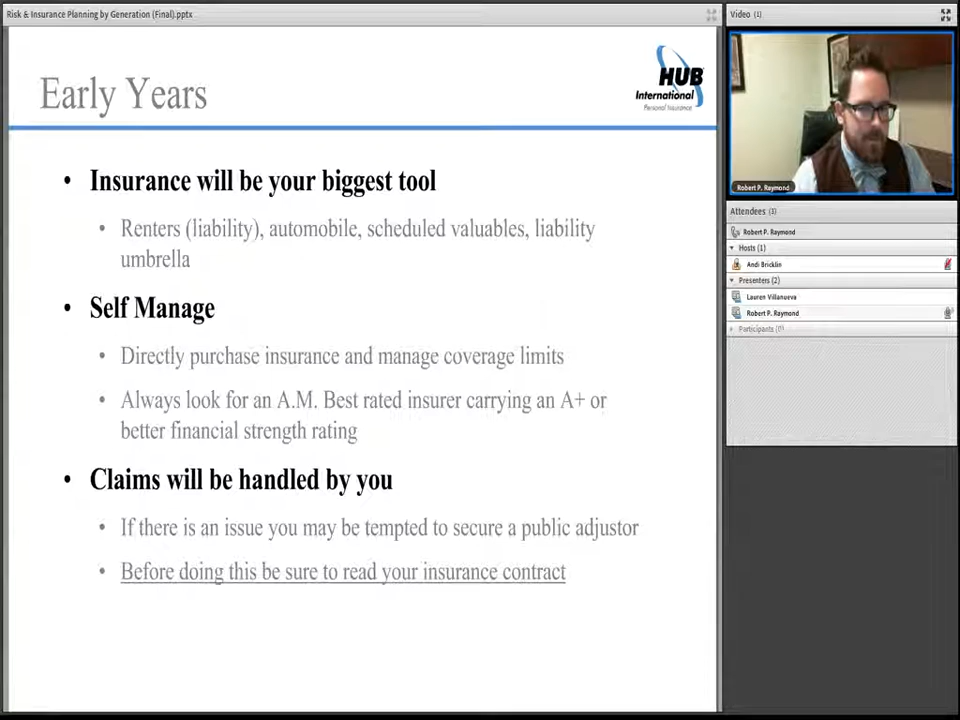 Risk & Insurance Planning by Generation (Final).pptx
Early Years
HUB
International
Personal Insurance
• Insurance will be your biggest tool
• Renters (liability), automobile, scheduled valuables, liability
umbrella
• Self Manage
• Directly purchase insurance and manage coverage limits
• Always look for an A.M. Best rated insurer carrying an A+ or
better financial strength rating
• Claims will be handled by you
• If there is an issue you may be tempted to secure a public adjustor
• Before doing this be sure to read your insurance contract
Video (1)
Robert P. Raymond
Attendees (3)
Robert P. Raymond
Hosts (1)
Andi Bricklin
Presenters (2)
Lauren Villanueva
Robert P. Raymond
Participants (0)